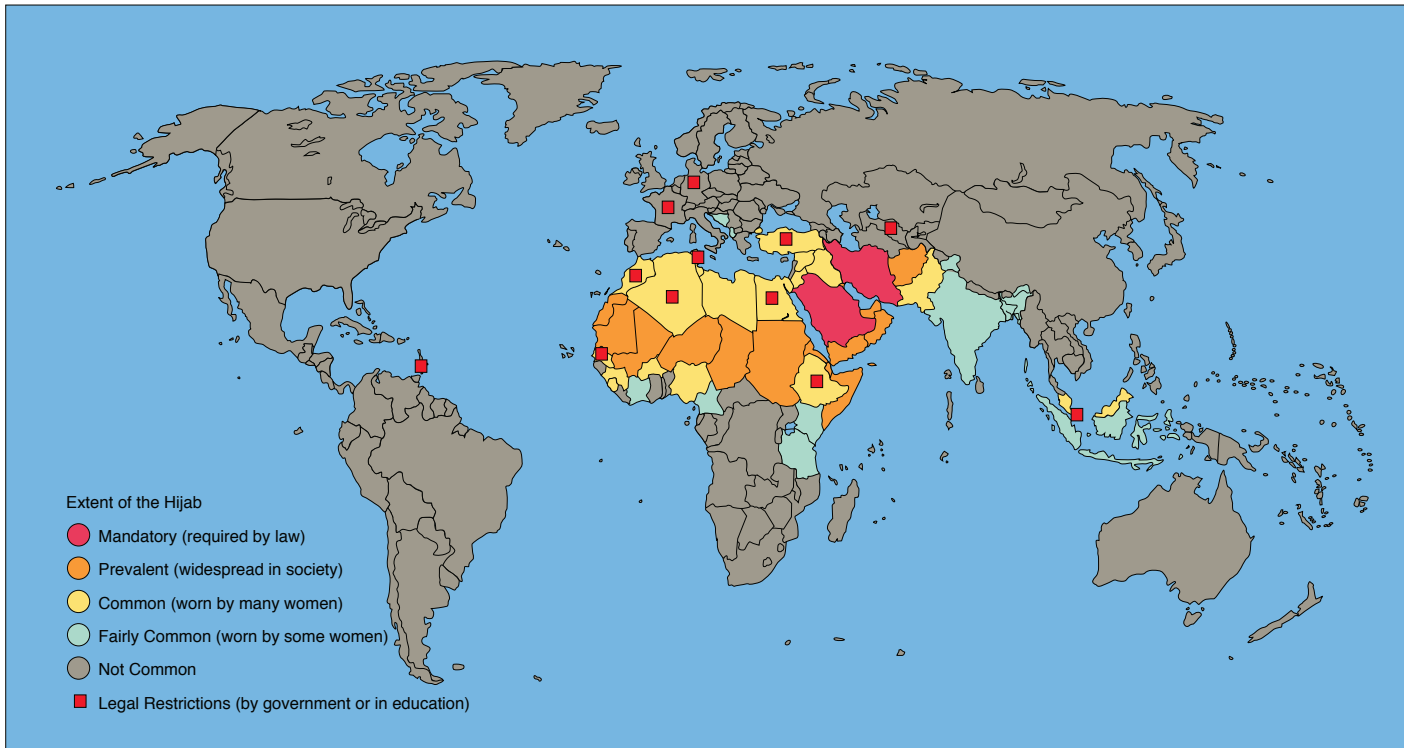 Extent of the Hijab
Mandatory (required by law)
Prevalent (widespread in society)
Common (worn by many women)
Fairly Common (worn by some women)
Not Common
Legal Restrictions (by government or in education)